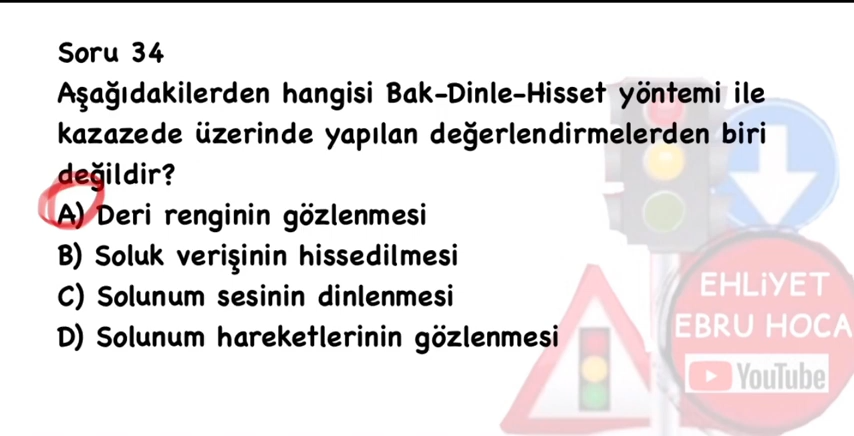 Soru 34
Aşağıdakilerden hangisi Bak-Dinle-Hisset yöntemi ile
kazazede üzerinde yapılan değerlendirmelerden biri
değildir?
A) Deri renginin gözlenmesi
B) Soluk verişinin hissedilmesi
C) Solunum sesinin dinlenmesi
D) Solunum hareketlerinin gözlenmesi
EHLİYET
EBRU HOCA
YouTube